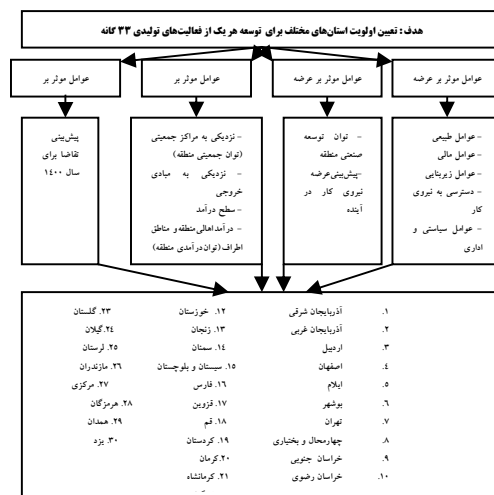 هدف: تعیین اولویت استان‌های مختلف برای توسعه هر یک از فعالیت‌های تولیدی ۳۳ گانه
عوامل موثر بر عرضه
عوامل موثر بر عرضه
عوامل موثر بر
عوامل موثر بر
- عوامل طبیعی
- عوامل مالی
- عوامل زیربنایی
- دسترسی به نیروی
کار
- عوامل سیاسی و
اداری
- توان توسعه
صنعتی منطقه
-پیش‌بینی‌عرضه
نیروی کار در
آینده
- نزدیکی به مراکز جمعیتی
(توان جمعیتی منطقه)
- نزدیکی به مبادی
خروجی
- سطح درآمد
- درآمداهالی‌منطقه‌و مناطق
اطراف(توان‌درآمدی منطقه)
پیش‌بینی
تقاضا برای
سال ۱۴۰۰
۱. آذربایجان شرقی
۲. آذربایجان غربی
۳. اردبیل
۴. اصفهان
۵. ایلام
۶. بوشهر
۷. تهران
۸. چهارمحال و بختیاری
۹. خراسان جنوبی
۱۰. خراسان رضوی
۱۲. خوزستان
۱۳. زنجان
۱۴. سمنان
۱۵. سیستان و بلوچستان
۱۶. فارس
۱۷. قزوین
۱۸. قم
۱۹. کردستان
۲۰.کرمان
۲۱. کرمانشاه
۲۳. گلستان
۲۴.گیلان
۲۵. لرستان
۲۶. مازندران
۲۷. مرکزی
۲۸. هرمزگان
۲۹. همدان
۳۰. یزد